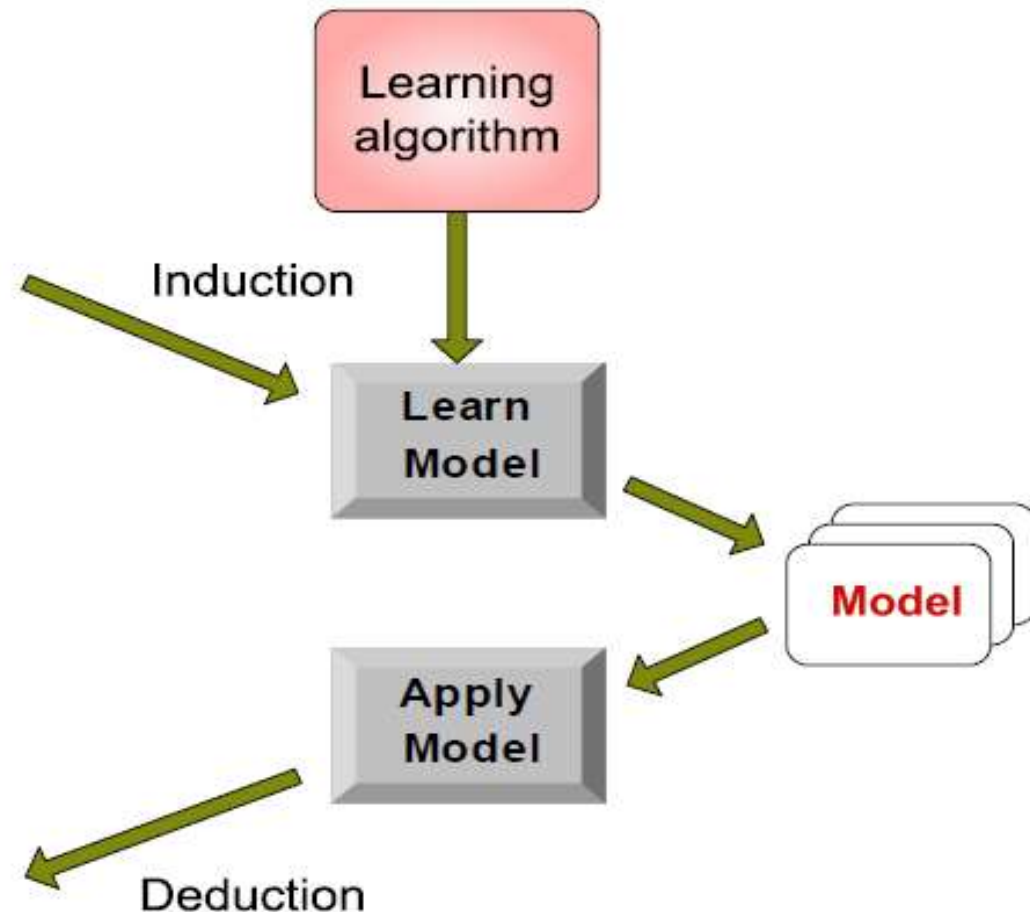 Learning
algorithm
Induction
Learn
Model
Model
Apply
Model
Deduction